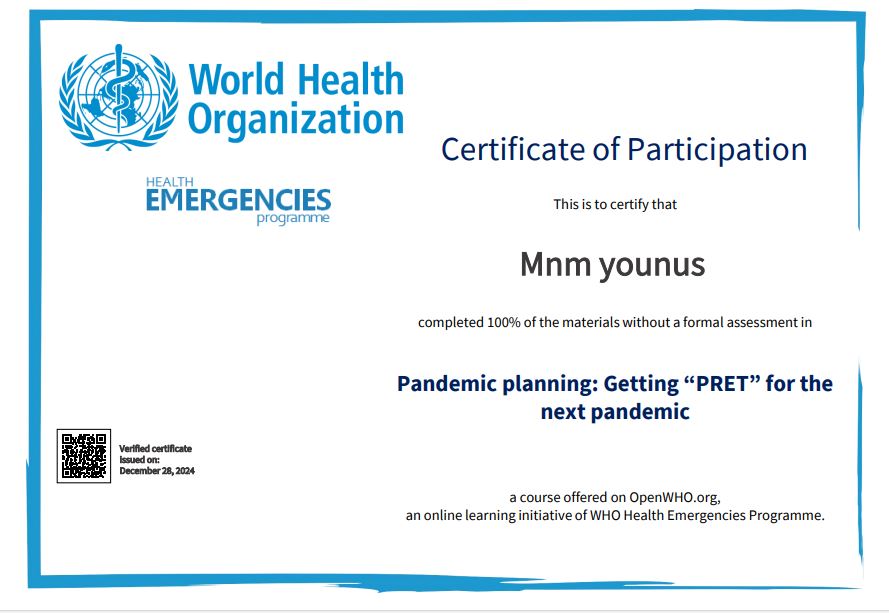 World Health
Organization
HEALTH
EMERGENCIES
programme
Certificate of Participation
This is to certify that
Mnm younus
completed 100% of the materials without a formal assessment in
Pandemic planning: Getting “PRET” for the
next pandemic
Verified certificate
Issued on:
December 28, 2024
a course offered on OpenWHO.org,
an online learning initiative of WHO Health Emergencies Programme.